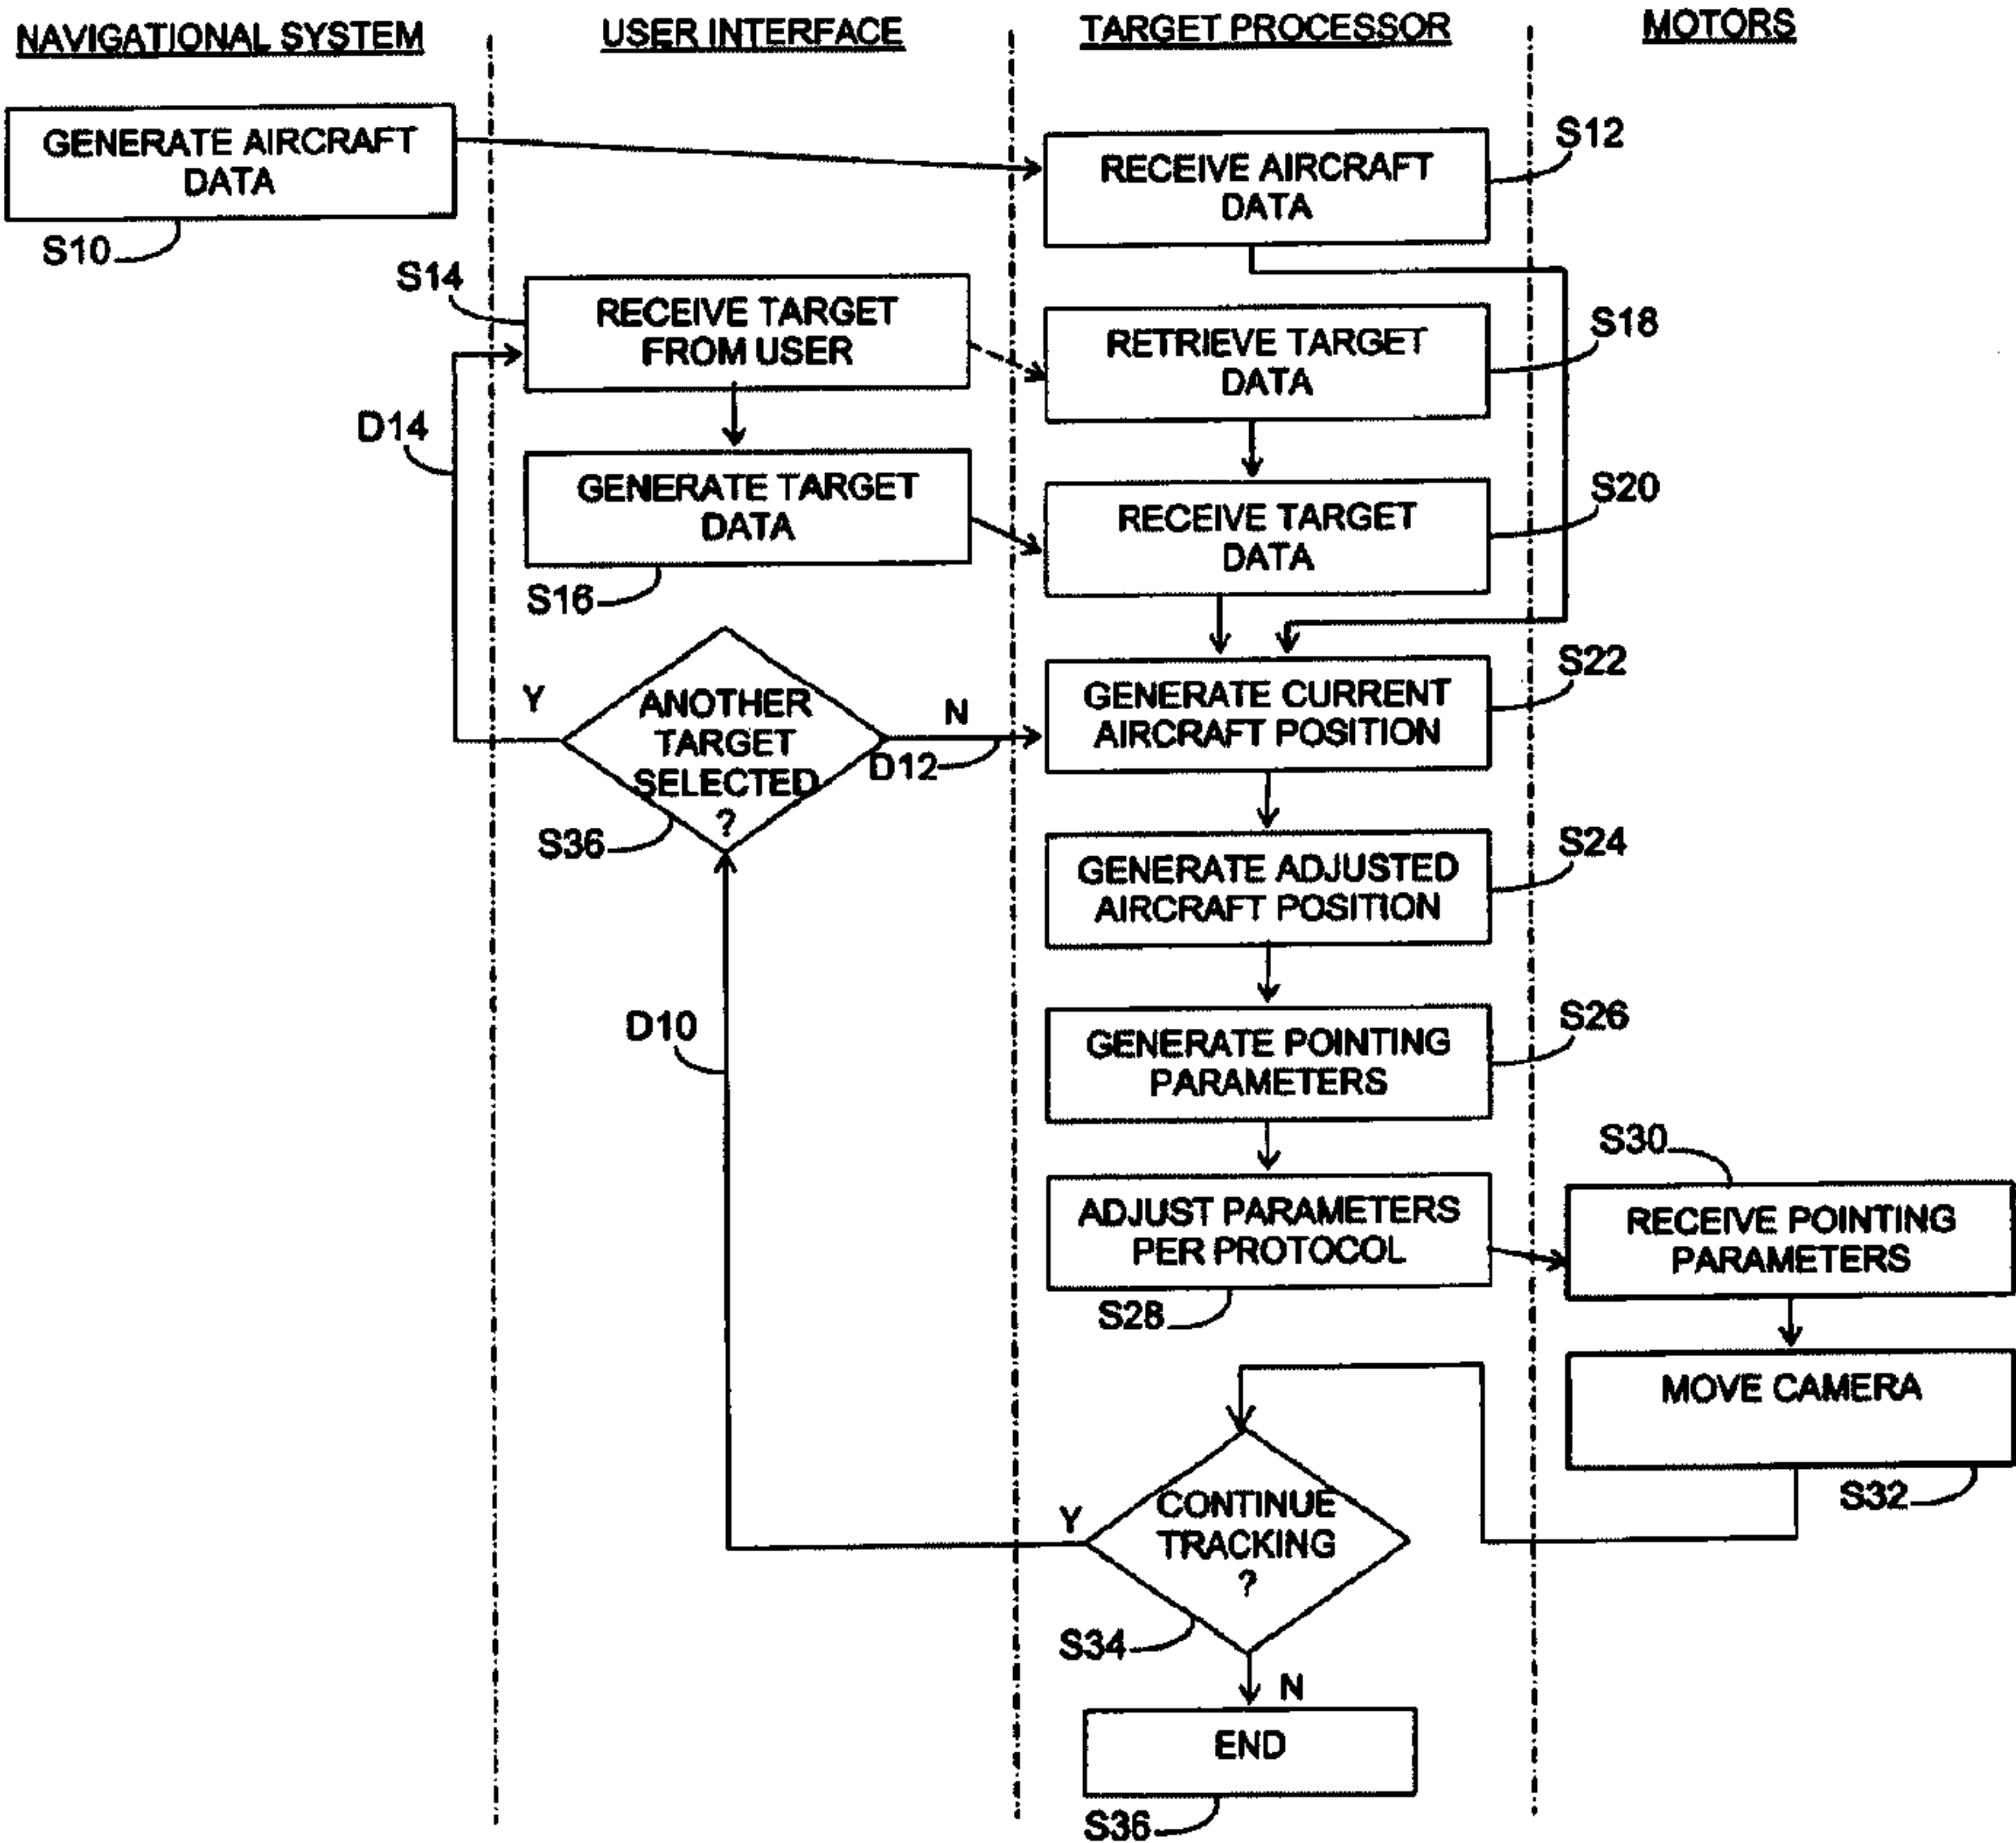 NAVIGATIONAL SYSTEM
USER INTERFACE
TARGET PROCESSOR
MOTORS
GENERATE AIRCRAFT
DATA
S10
RECEIVE AIRCRAFT
DATA
S12
S14
RECEIVE TARGET
FROM USER
RETRIEVE TARGET
DATA
S18
D14
GENERATE TARGET
DATA
S16
RECEIVE TARGET
DATA
S20
Y
ANOTHER
TARGET
SELECTED
?
S36
N
D12
GENERATE CURRENT
AIRCRAFT POSITION
S22
GENERATE ADJUSTED
AIRCRAFT POSITION
S24
D10
GENERATE POINTING
PARAMETERS
S26
ADJUST PARAMETERS
PER PROTOCOL
S28
S30
RECEIVE POINTING
PARAMETERS
MOVE CAMERA
S32
Y
CONTINUE
TRACKING
?
S34
N
END
S36